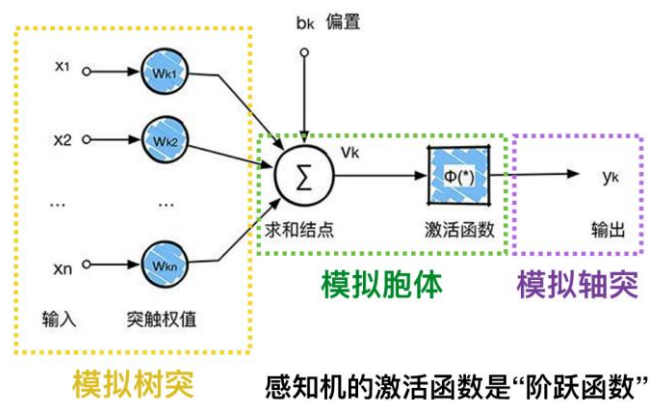 bk 偏置
x1
Wk1
x2
Wk2
Σ
Vk
Φ(*)
yk
...
...
求和结点
激活函数
输出
xn
Wkn
输入
突触权值
模拟胞体
模拟轴突
模拟树突
感知机的激活函数是“阶跃函数”